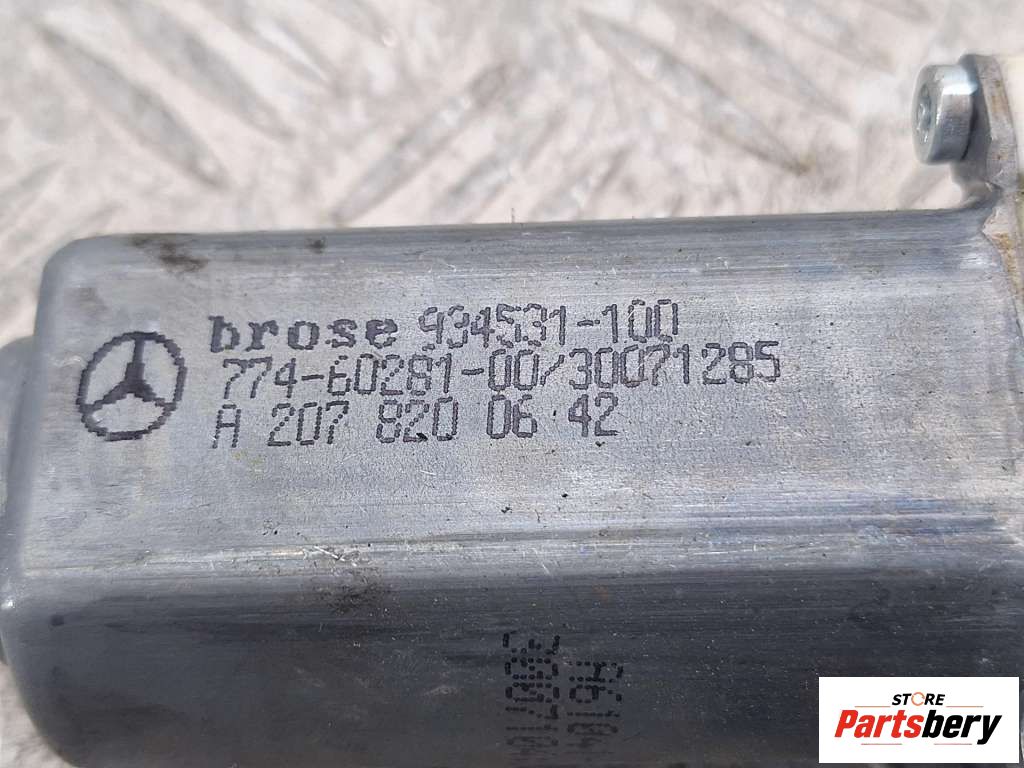 brose 934531-100
774-60281-00/30071285
A 207 820 06 42
STORE
Partsbery